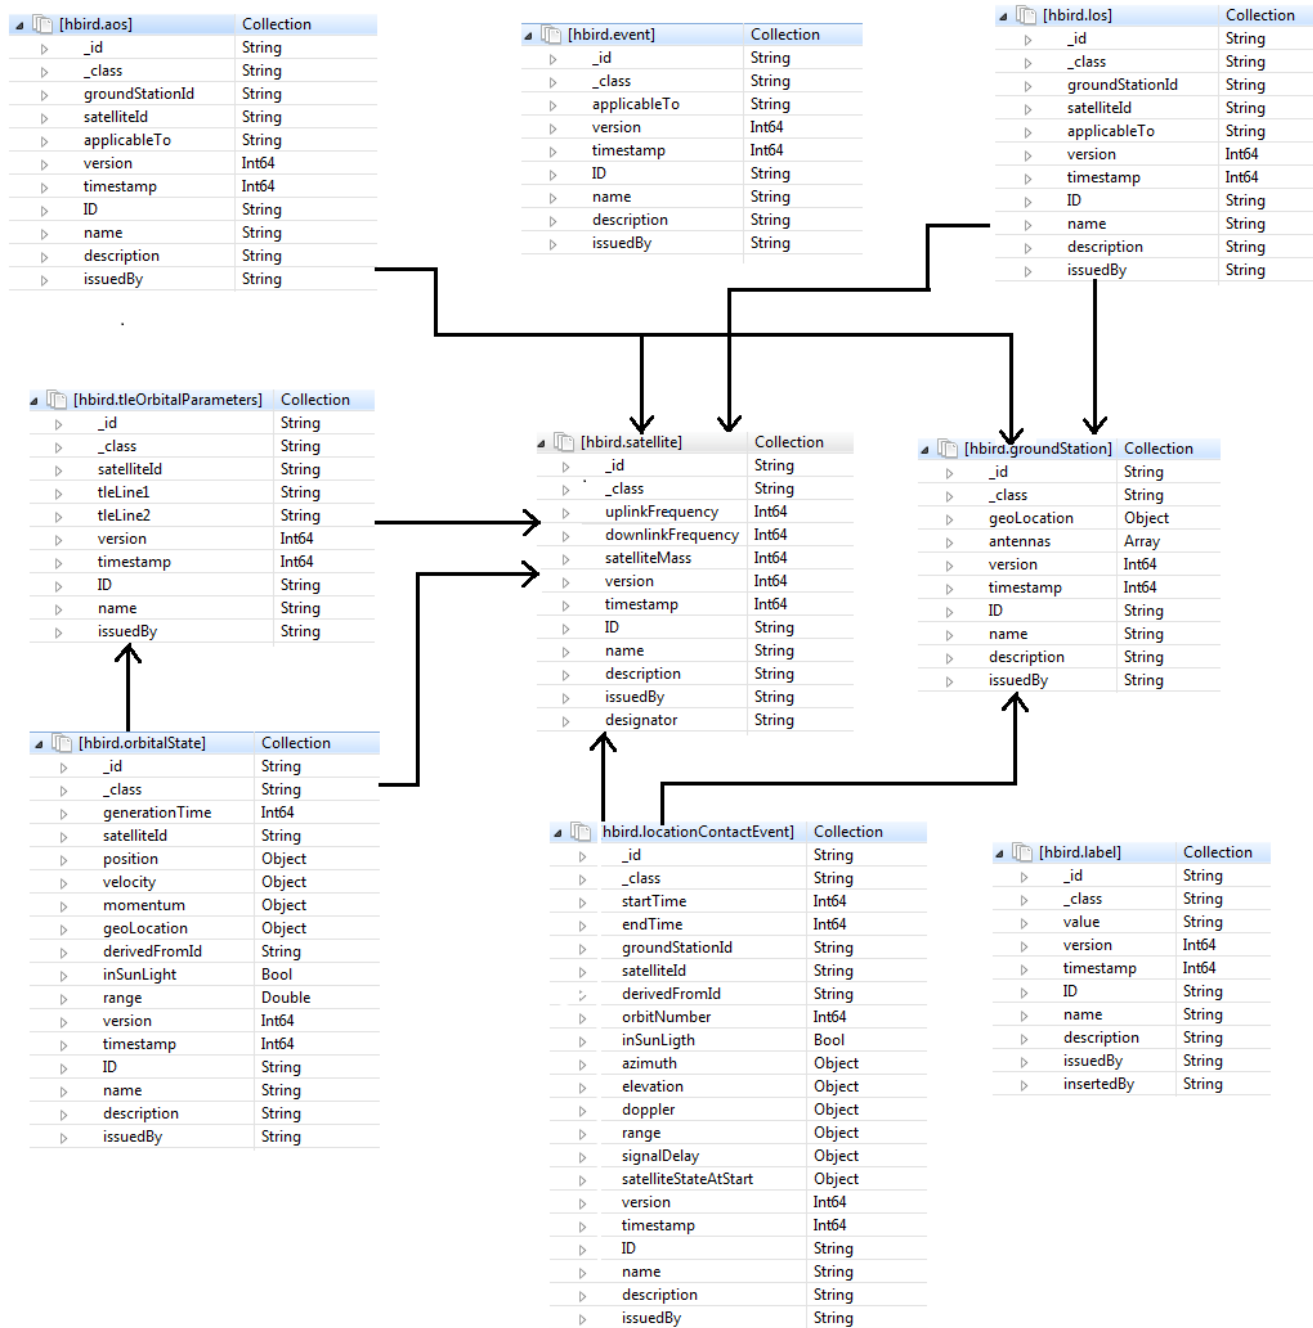 [hbird.aos] Collection
_id String
_class String
groundStationId String
satelliteId String
applicableTo String
version Int64
timestamp Int64
ID String
name String
description String
issuedBy String
[hbird.event] Collection
_id String
_class String
applicableTo String
version Int64
timestamp Int64
ID String
name String
description String
issuedBy String
[hbird.los] Collection
_id String
_class String
groundStationId String
satelliteId String
applicableTo String
version Int64
timestamp Int64
ID String
name String
description String
issuedBy String
[hbird.tleOrbitalParameters] Collection
_id String
_class String
satelliteId String
tleLine1 String
tleLine2 String
version Int64
timestamp Int64
ID String
name String
issuedBy String
[hbird.satellite] Collection
_id String
_class String
uplinkFrequency Int64
downlinkFrequency Int64
satelliteMass Int64
version Int64
timestamp Int64
ID String
name String
description String
issuedBy String
designator String
[hbird.groundStation] Collection
_id String
_class String
geoLocation Object
antennas Array
version Int64
timestamp Int64
ID String
name String
description String
issuedBy String
[hbird.orbitalState] Collection
_id String
_class String
generationTime Int64
satelliteId String
position Object
velocity Object
momentum Object
geoLocation Object
derivedFromId String
inSunLight Bool
range Double
version Int64
timestamp Int64
ID String
name String
description String
issuedBy String
hbird.locationContactEvent] Collection
_id String
_class String
startTime Int64
endTime Int64
groundStationId String
satelliteId String
derivedFromId String
orbitNumber Int64
inSunLigth Bool
azimuth Object
elevation Object
doppler Object
range Object
signalDelay Object
satelliteStateAtStart Object
version Int64
timestamp Int64
ID String
name String
description String
issuedBy String
[hbird.label] Collection
_id String
_class String
value String
version Int64
timestamp Int64
ID String
name String
description String
issuedBy String
insertedBy String